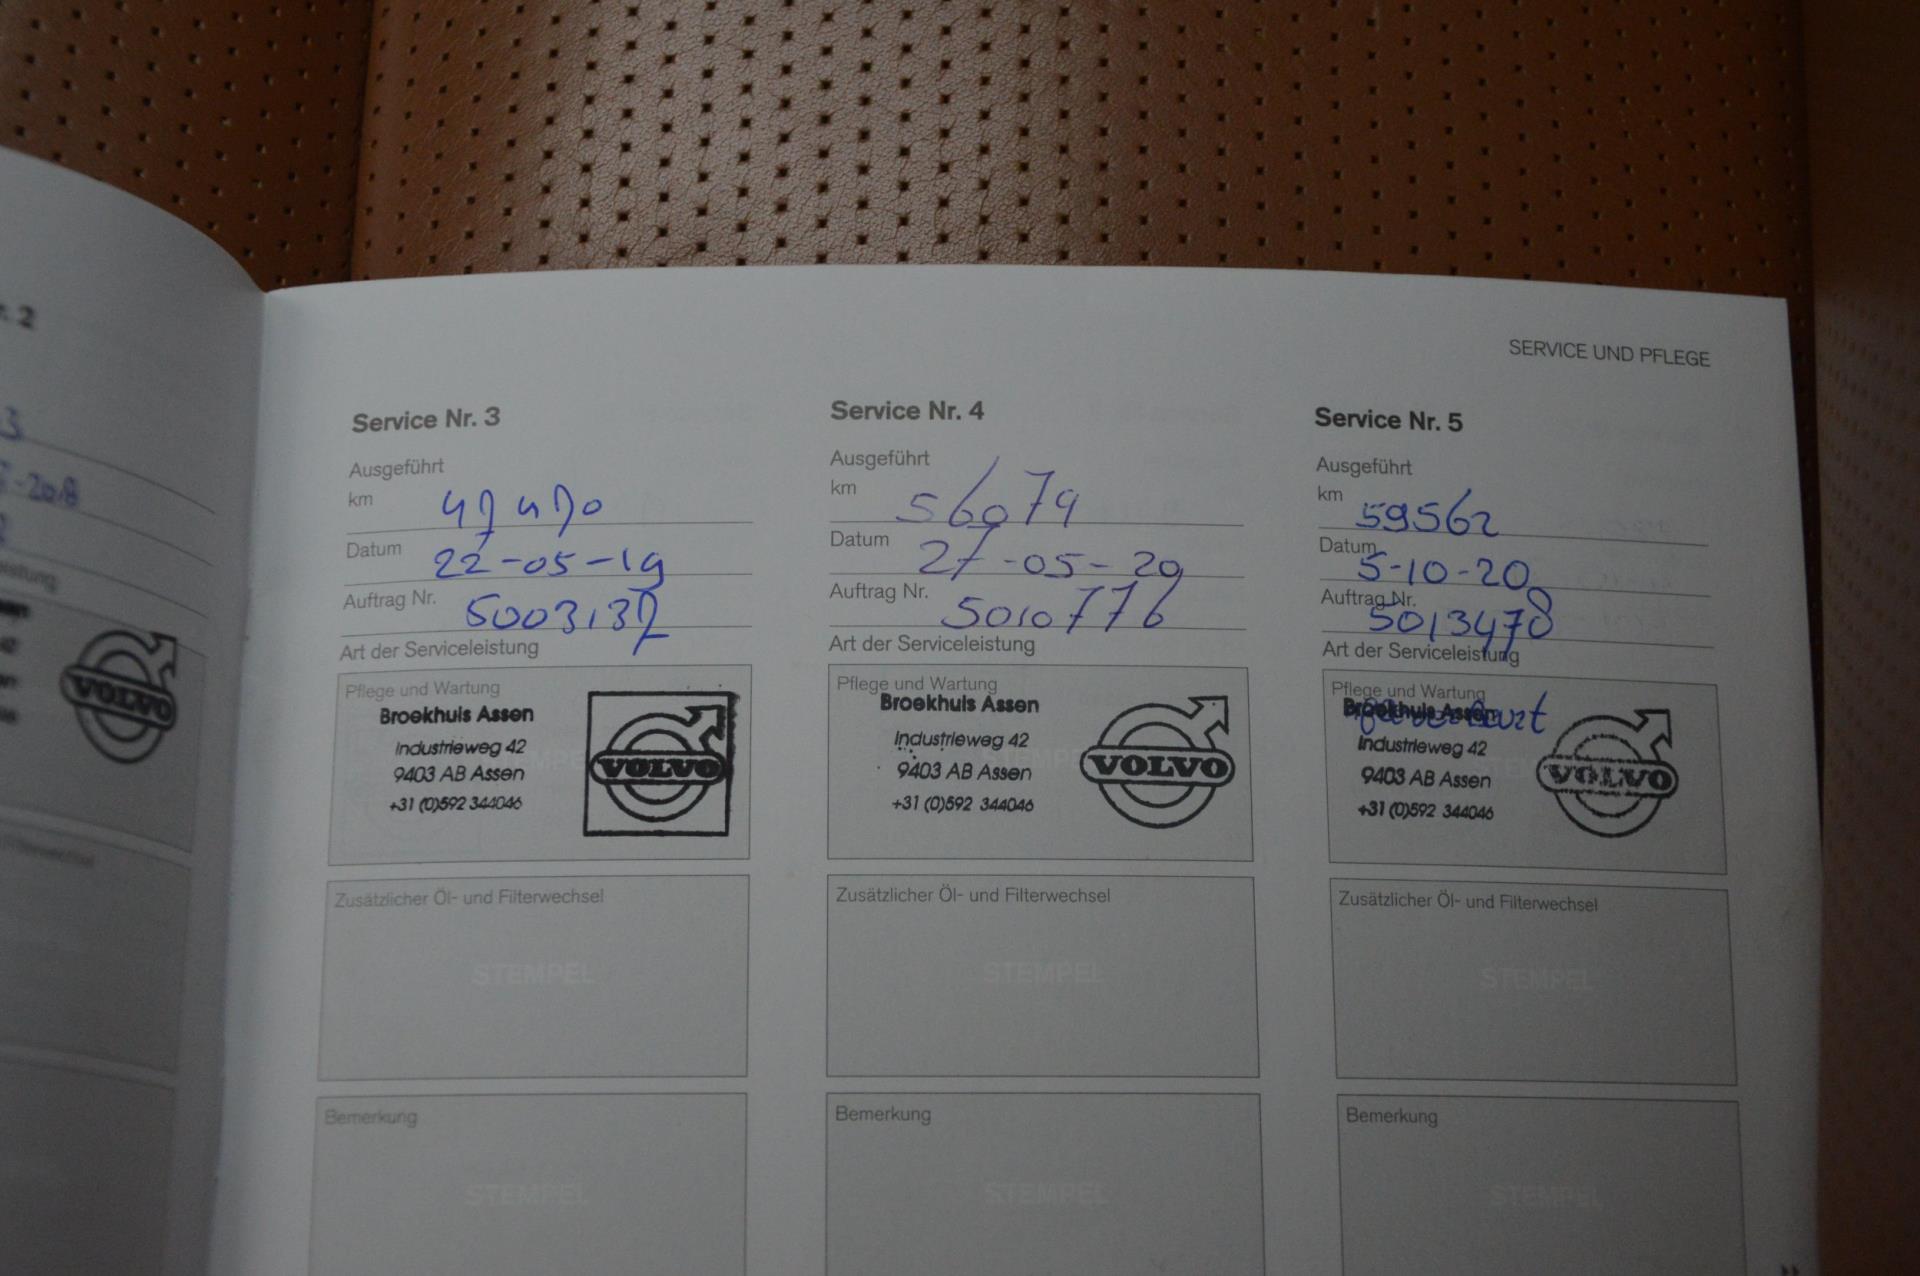 SERVICE UND PFLEGE
Service Nr. 3
Ausgeführt
km 47470
Datum 22-05-19
Auftrag Nr. 5003137
Art der Serviceleistung
Pflege und Wartung
Broekhuis Assen
Industrieweg 42
9403 AB Assen
+31 (0)592 344046
VOLVO
Zusätzlicher Öl- und Filterwechsel
STEMPEL
Bemerkung
STEMPEL
Service Nr. 4
Ausgeführt
km 56079
Datum 27-05-20
Auftrag Nr. 5010776
Art der Serviceleistung
Pflege und Wartung
Broekhuis Assen
Industrieweg 42
9403 AB Assen
+31 (0)592 344046
VOLVO
Zusätzlicher Öl- und Filterwechsel
STEMPEL
Bemerkung
STEMPEL
Service Nr. 5
Ausgeführt
km 59562
Datum 5-10-20
Auftrag Nr. 5013478
Art der Serviceleistung
Pflege und Wartung
Broekhuis Assen
Industrieweg 42
9403 AB Assen
+31 (0)592 344046
VOLVO
Zusätzlicher Öl- und Filterwechsel
STEMPEL
Bemerkung
STEMPEL
VOLVO